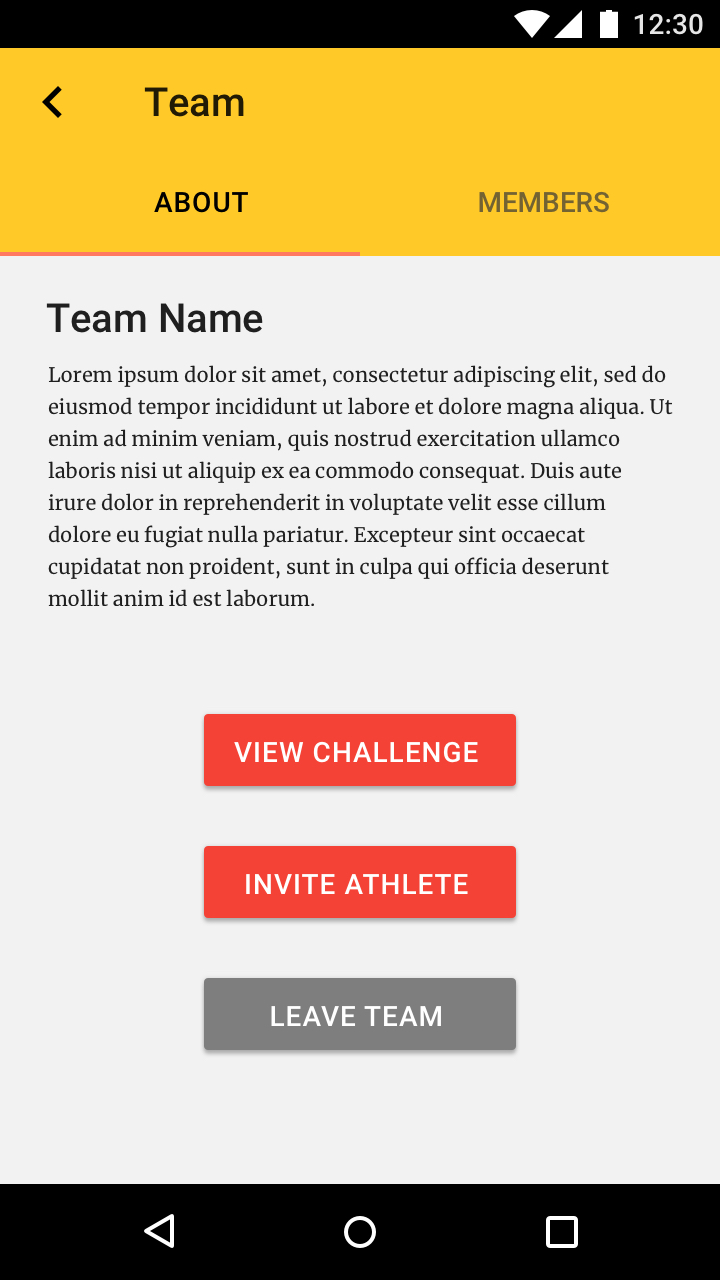 12:30
Team
ABOUT
MEMBERS
Team Name
Lorem ipsum dolor sit amet, consectetur adipiscing elit, sed do
eiusmod tempor incididunt ut labore et dolore magna aliqua. Ut
enim ad minim veniam, quis nostrud exercitation ullamco
laboris nisi ut aliquip ex ea commodo consequat. Duis aute
irure dolor in reprehenderit in voluptate velit esse cillum
dolore eu fugiat nulla pariatur. Excepteur sint occaecat
cupidatat non proident, sunt in culpa qui officia deserunt
mollit anim id est laborum.
VIEW CHALLENGE
INVITE ATHLETE
LEAVE TEAM